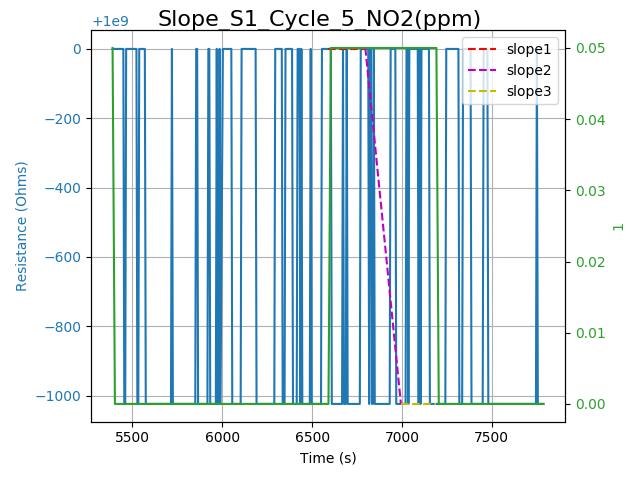 Slope_S1_Cycle_5_NO2(ppm)
+1e9
0
−200
−400
−600
−800
−1000
Resistance (Ohms)
5500
6000
6500
7000
7500
Time (s)
0.05
0.04
0.03
0.02
0.01
0.00
1
slope1
slope2
slope3